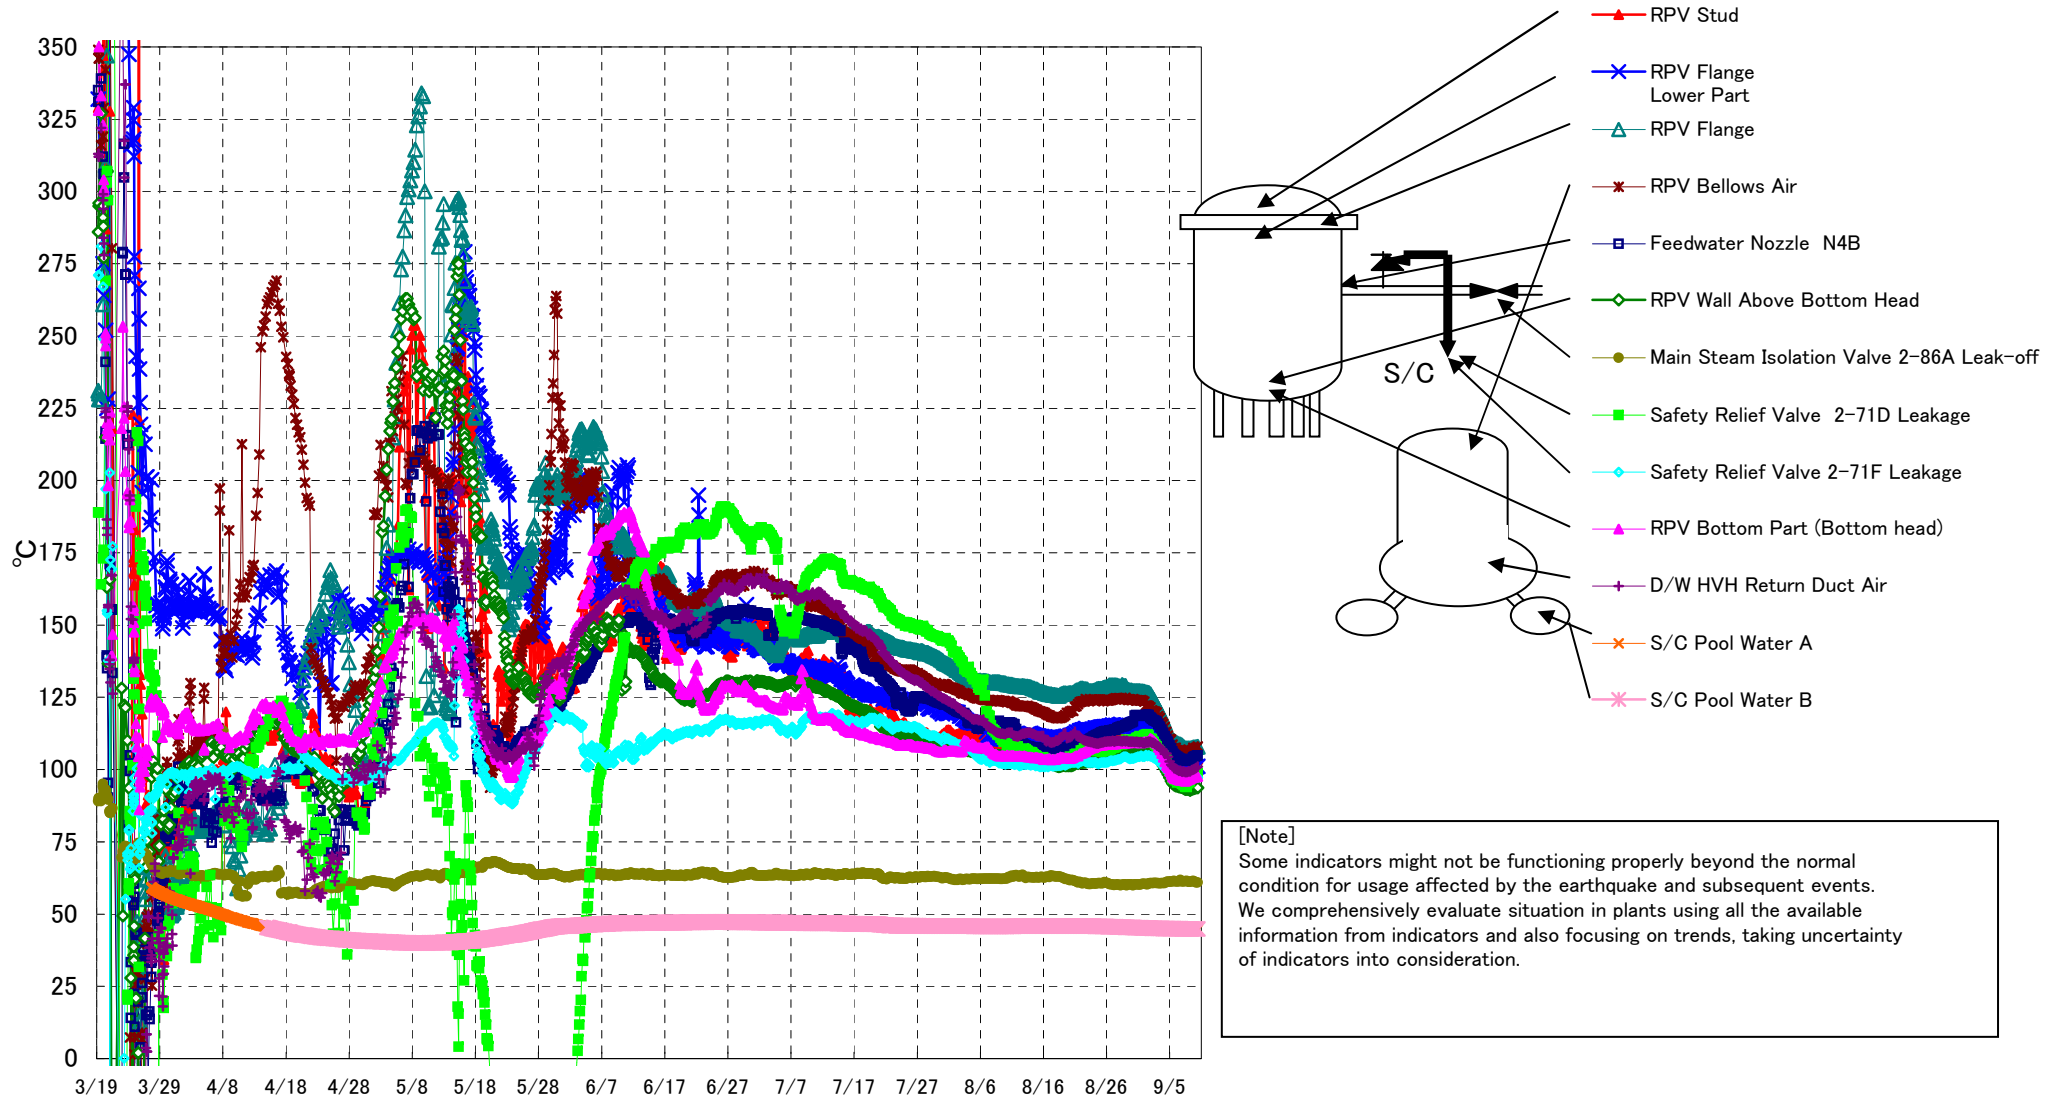 350
325
300
275
250
225
200
175
150
125
100
75
50
25
0
℃
3/19 3/29 4/8 4/18 4/28 5/8 5/18 5/28 6/7 6/17 6/27 7/7 7/17 7/27 8/6 8/16 8/26 9/5
RPV Stud
RPV Flange
Lower Part
RPV Flange
RPV Bellows Air
Feedwater Nozzle N4B
RPV Wall Above Bottom Head
Main Steam Isolation Valve 2-86A Leak-off
Safety Relief Valve 2-71D Leakage
Safety Relief Valve 2-71F Leakage
RPV Bottom Part (Bottom head)
D/W HVH Return Duct Air
S/C Pool Water A
S/C Pool Water B
S/C
[Note]
Some indicators might not be functioning properly beyond the normal
condition for usage affected by the earthquake and subsequent events.
We comprehensively evaluate situation in plants using all the available
information from indicators and also focusing on trends, taking uncertainty
of indicators into consideration.